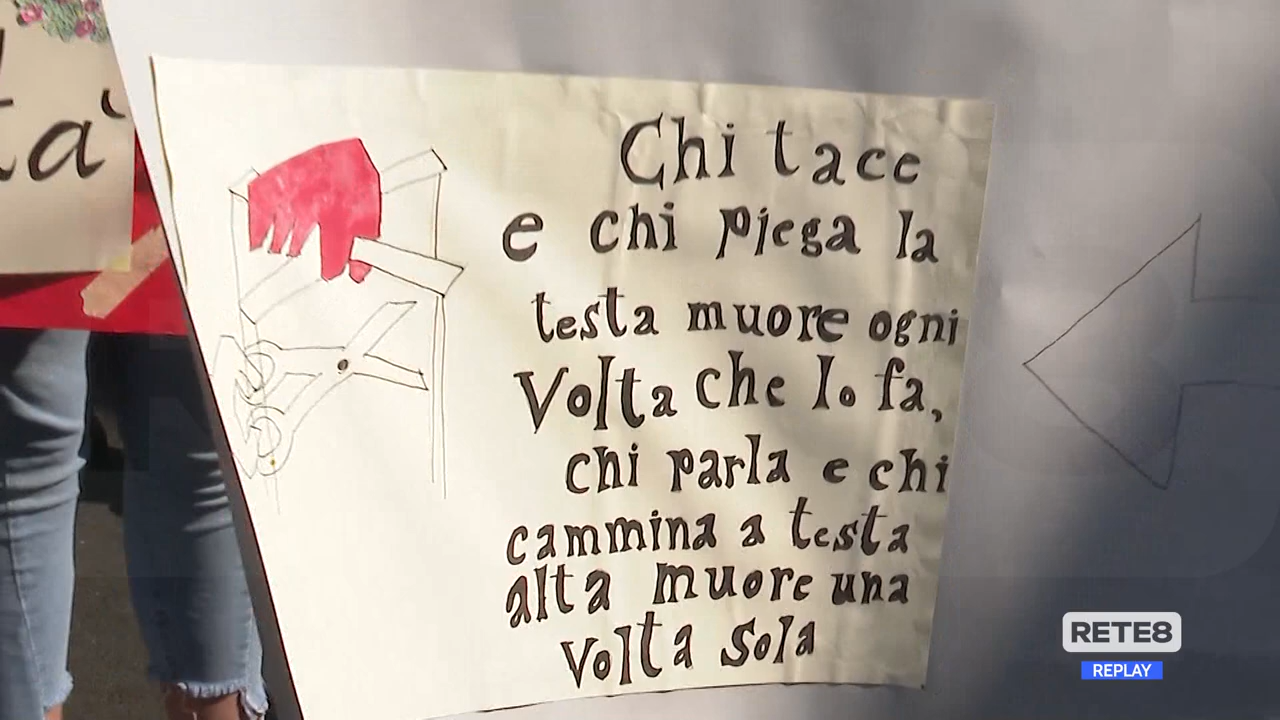 tà
Chi tace
e chi piega la
testa muore ogni
Volta che lo fa,
chi parla e chi
cammina a testa
alta muore una
volta sola
RETE8
REPLAY